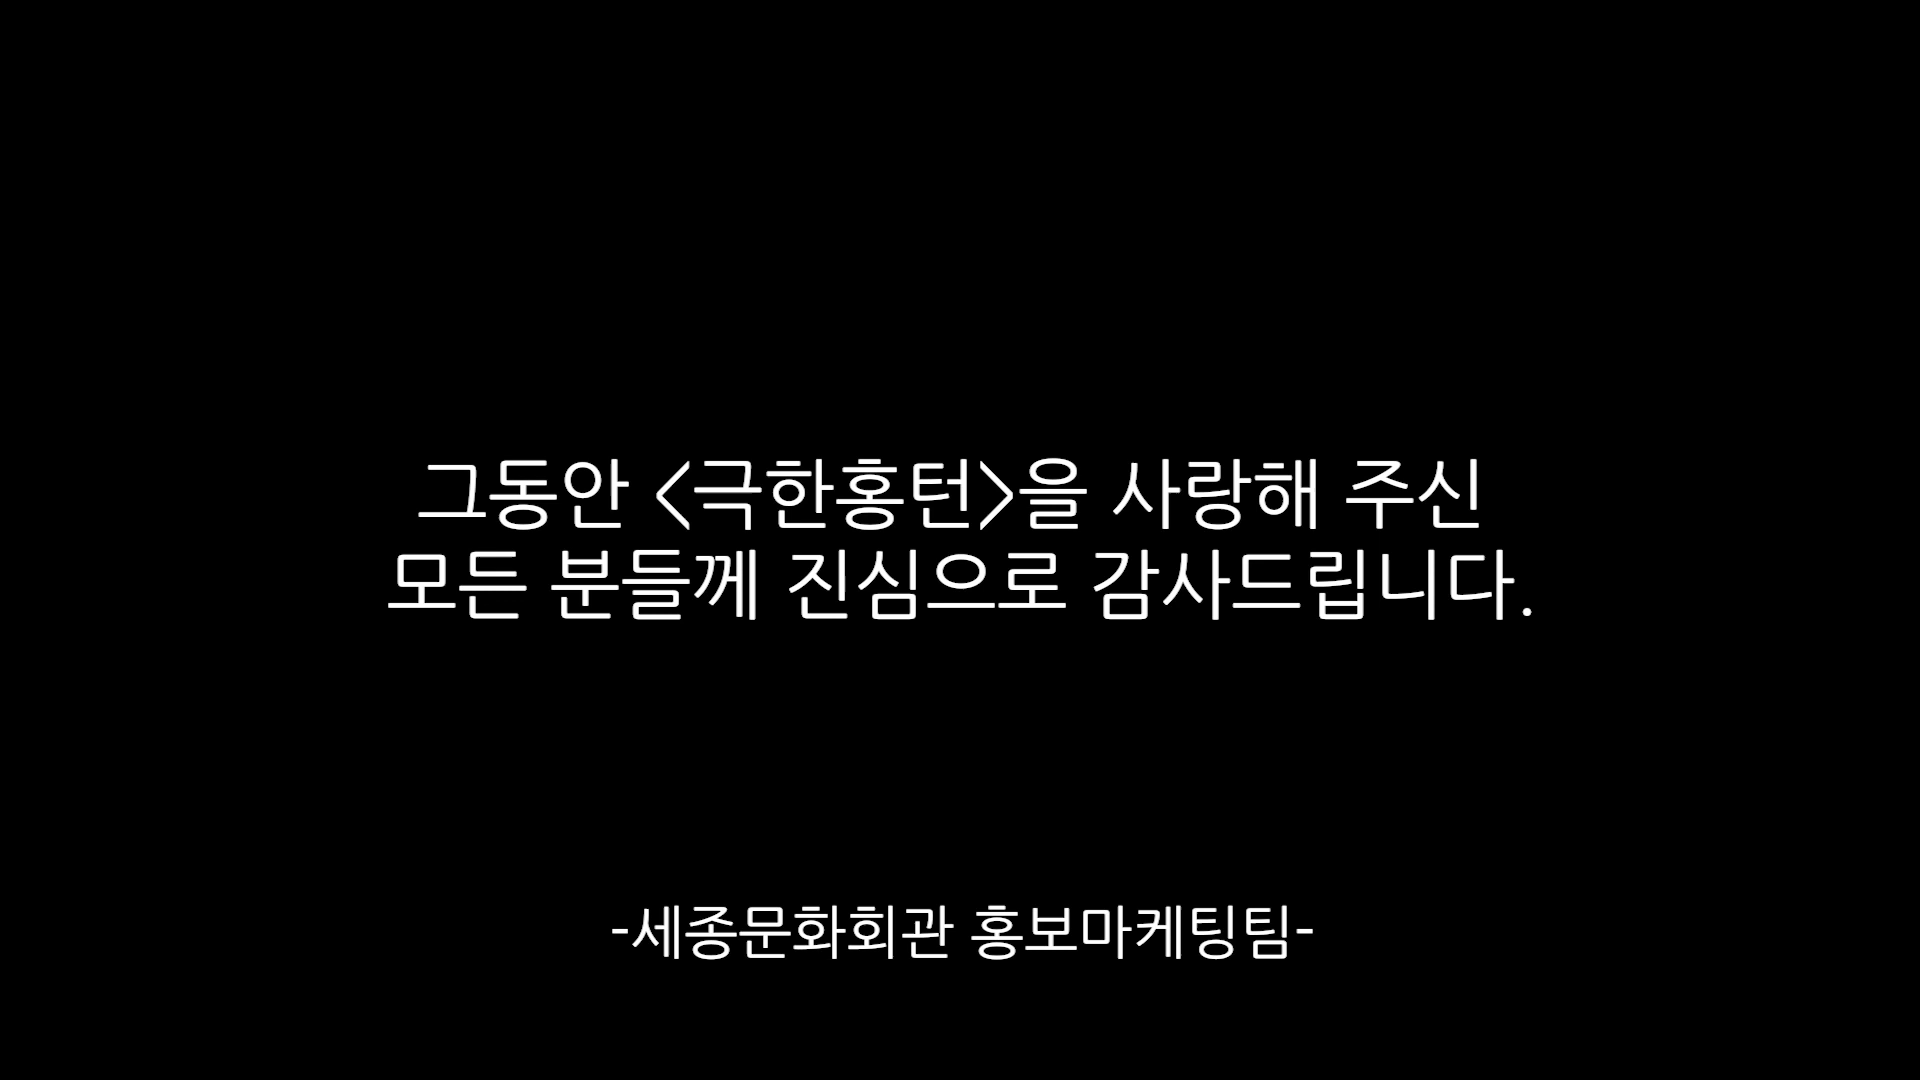 그동안 <극한홍턴>을 사랑해 주신
모든 분들께 진심으로 감사드립니다.
-세종문화회관 홍보마케팅팀-